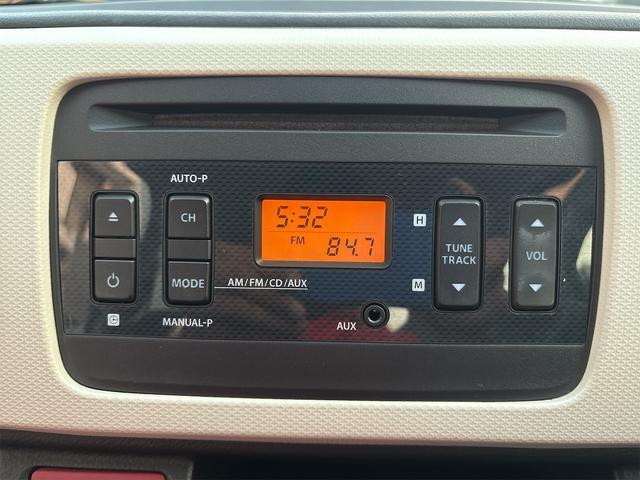 AUTO-P
CH
5:32
FM 84.7
H
TUNE
TRACK
VOL
MODE
AM/FM/CD/AUX
M
MANUAL-P
AUX